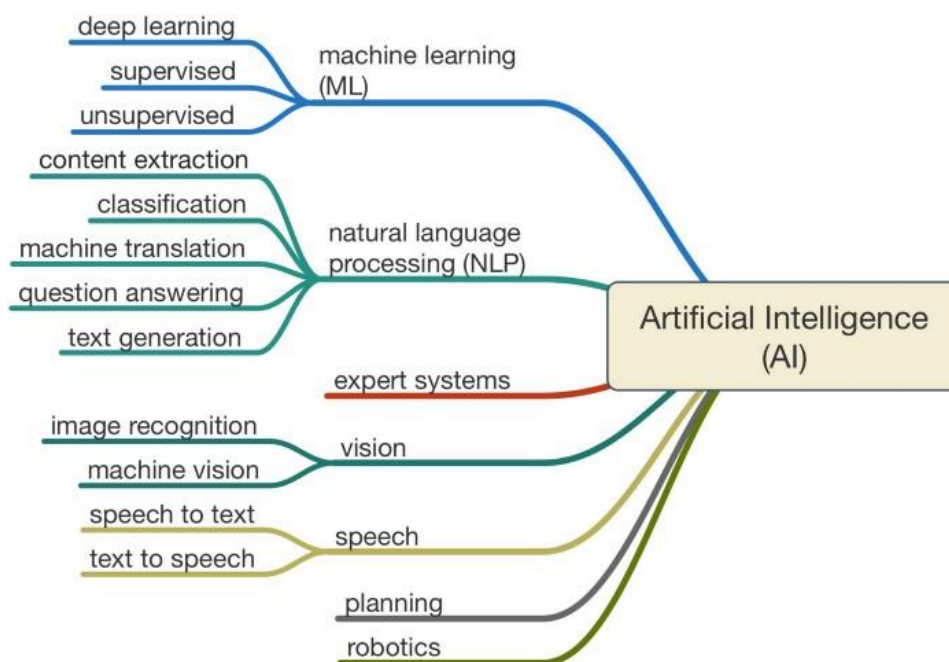 deep learning
supervised
unsupervised
machine learning
(ML)
content extraction
classification
machine translation
question answering
text generation
natural language
processing (NLP)
expert systems
image recognition
machine vision
vision
speech to text
text to speech
speech
planning
robotics
Artificial Intelligence
(AI)